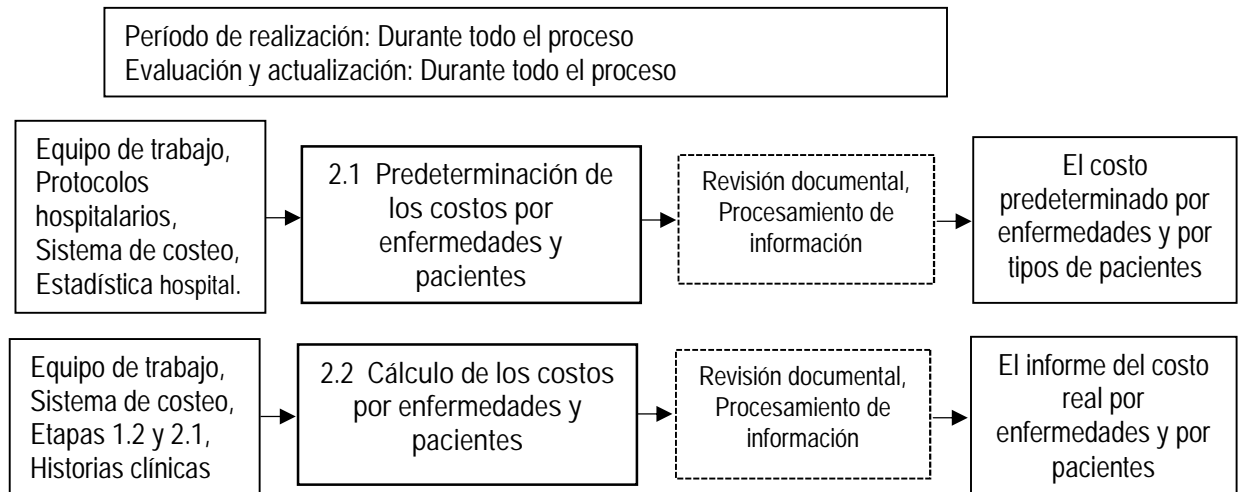 Período de realización: Durante todo el proceso
Evaluación y actualización: Durante todo el proceso
Equipo de trabajo,
Protocolos
hospitalarios,
Sistema de costeo,
Estadística hospital.
2.1 Predeterminación de
los costos por
enfermedades y
pacientes
Revisión documental,
Procesamiento de
información
El costo
predeterminado por
enfermedades y por
tipos de pacientes
Equipo de trabajo,
Sistema de costeo,
Etapas 1.2 y 2.1,
Historias clínicas
2.2 Cálculo de los costos
por enfermedades y
pacientes
Revisión documental,
Procesamiento de
información
El informe del costo
real por
enfermedades y por
pacientes